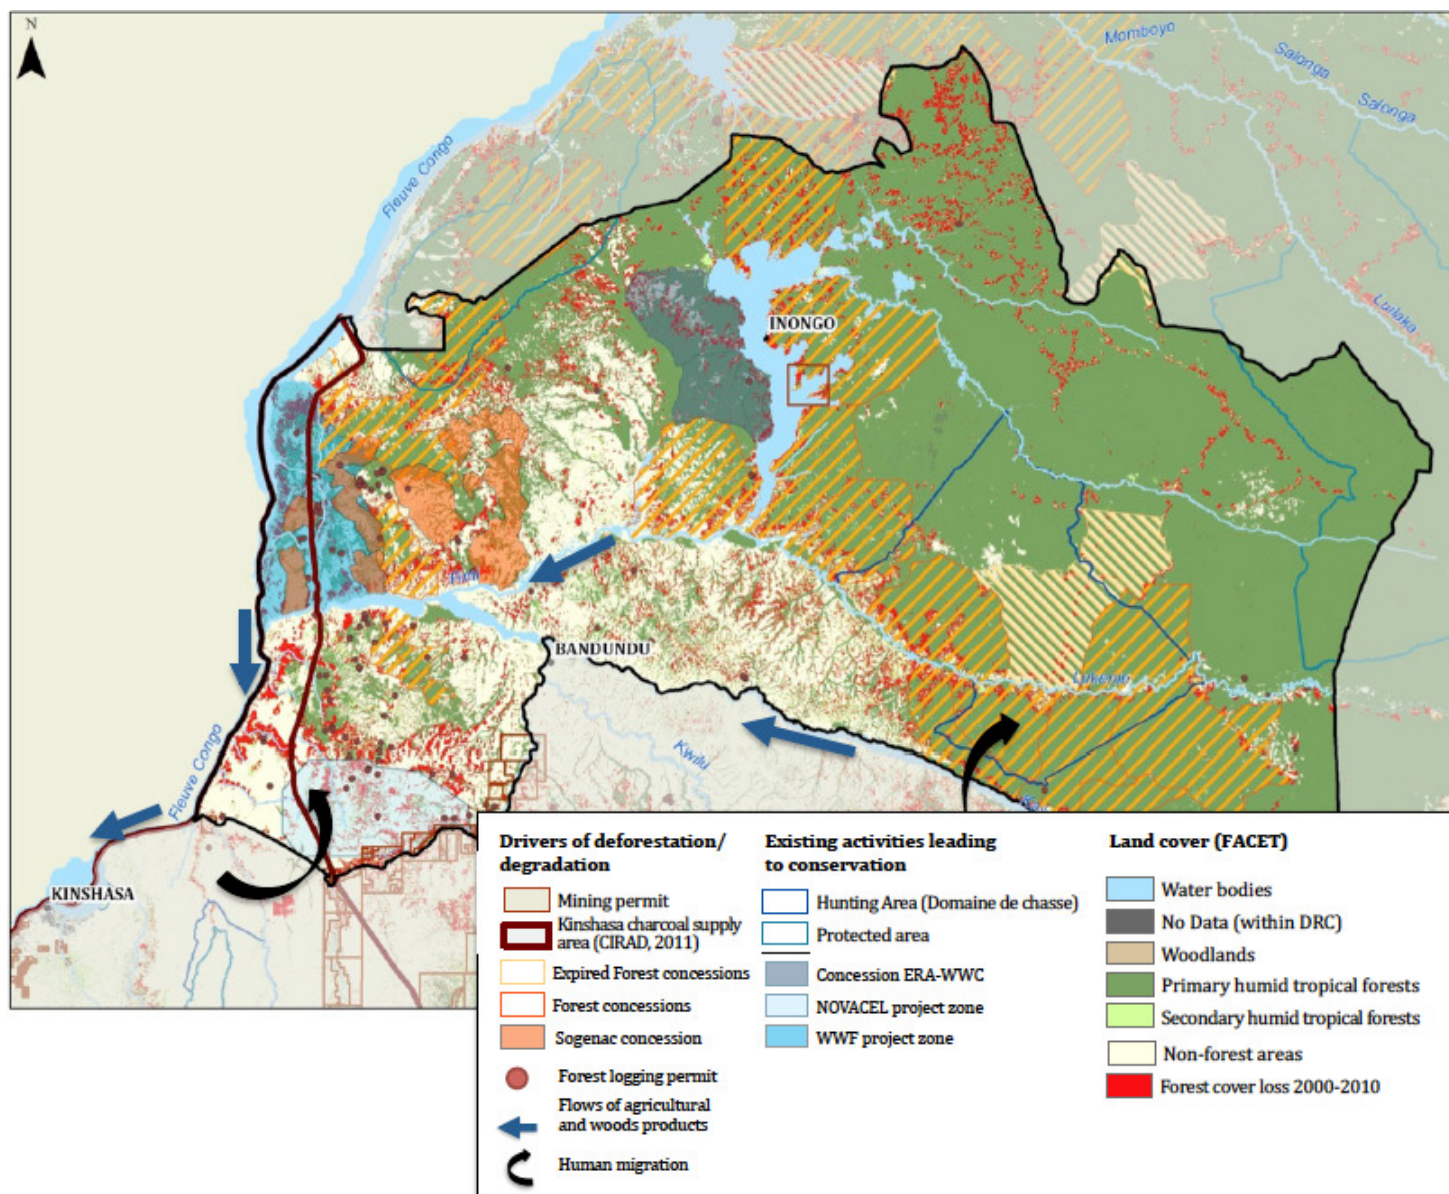 N
Momboyo
Salonga
Salonga
Fleuve Congo
Luilaka
INONGO
Fimi
BANDUNDU
Lukenie
Kwilu
Fleuve Congo
KINSHASA
Drivers of deforestation/
degradation
Mining permit
Kinshasa charcoal supply
area (CIRAD, 2011)
Expired Forest concessions
Forest concessions
Sogenac concession
Forest logging permit
Flows of agricultural
and woods products
Human migration
Existing activities leading
to conservation
Hunting Area (Domaine de chasse)
Protected area
Concession ERA-WWC
NOVACEL project zone
WWF project zone
Land cover (FACET)
Water bodies
No Data (within DRC)
Woodlands
Primary humid tropical forests
Secondary humid tropical forests
Non-forest areas
Forest cover loss 2000-2010